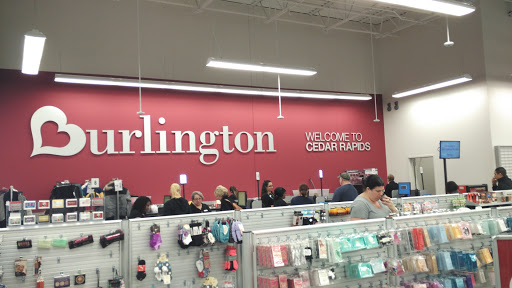 Burlington
WELCOME TO
CEDAR RAPIDS